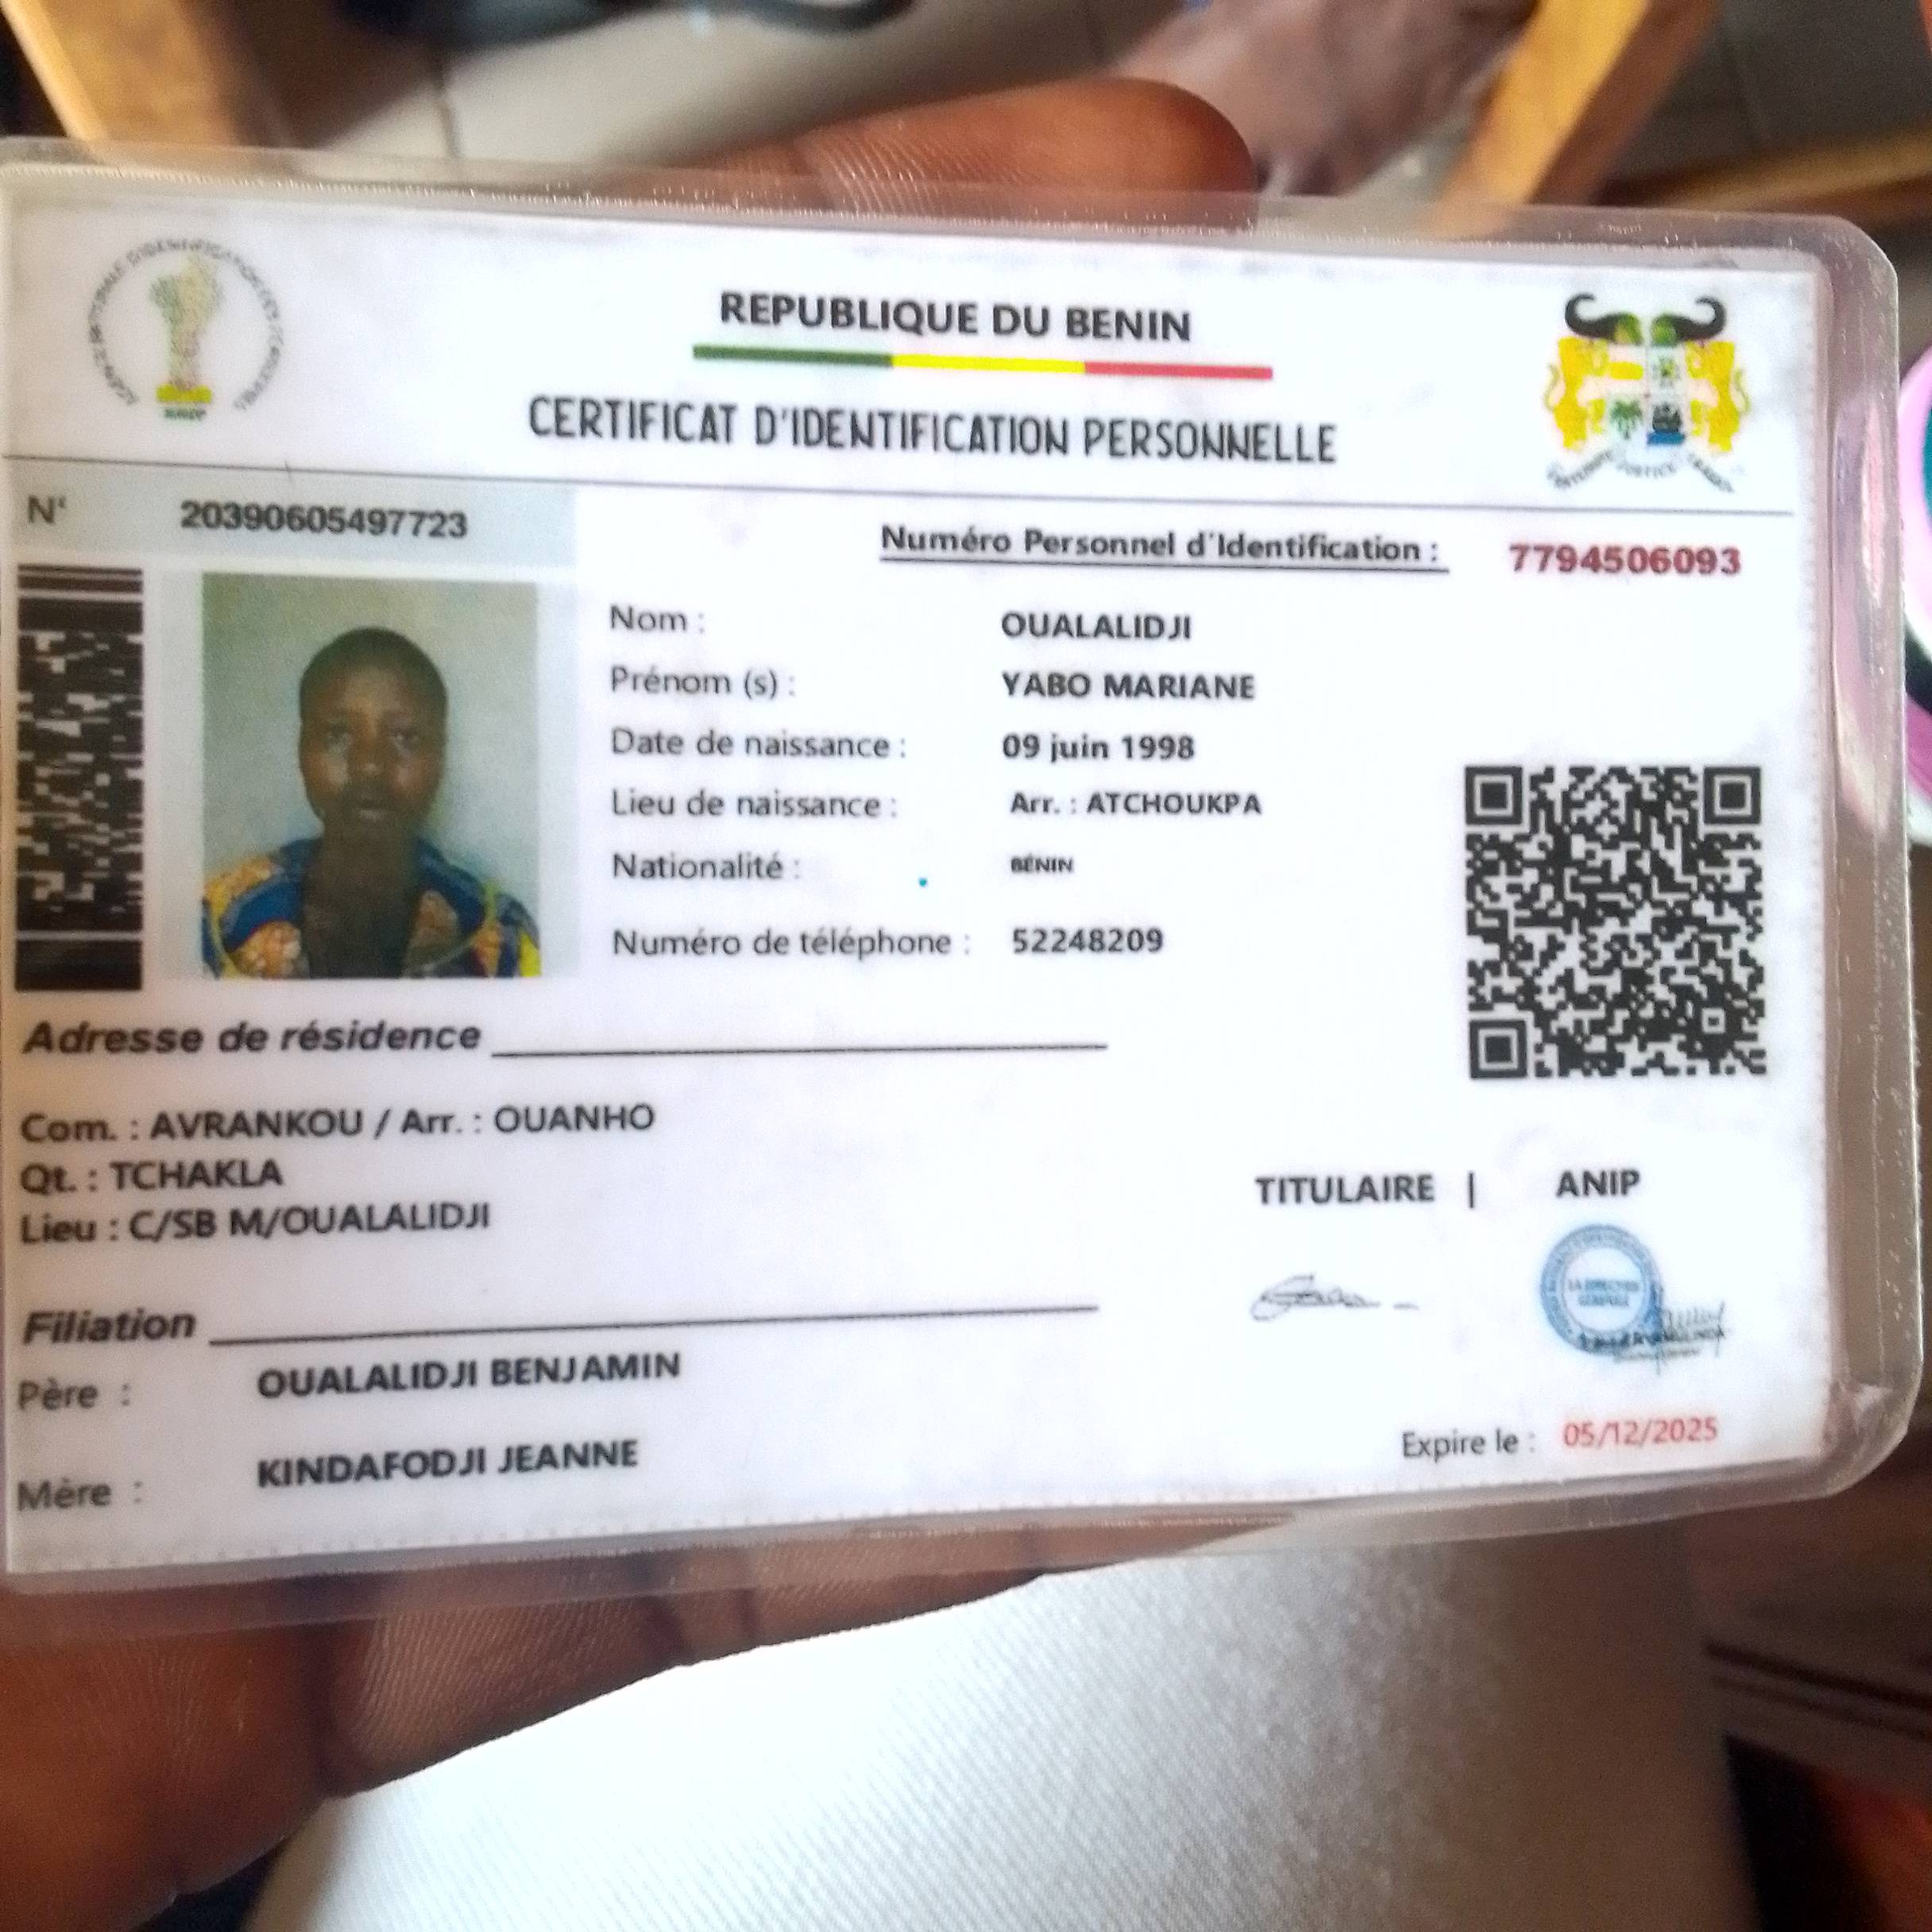 REPUBLIQUE DU BENIN
CERTIFICAT D'IDENTIFICATION PERSONNELLE
N° 20390605497723
Numéro Personnel d'Identification : 7794506093
Nom : OUALALIDJI
Prénom (s) : YABO MARIANE
Date de naissance : 09 juin 1998
Lieu de naissance : Arr. : ATCHOUKPA
Nationalité : BÉNIN
Numéro de téléphone : 52248209
Adresse de résidence
Com. : AVRANKOU / Arr. : OUANHO
Qt. : TCHAKLA
Lieu : C/SB M/OUALALIDJI
TITULAIRE | ANIP
LA DIRECTION GENERALE
Filiation
Père : OUALALIDJI BENJAMIN
Mère : KINDAFODJI JEANNE
Expire le : 05/12/2025